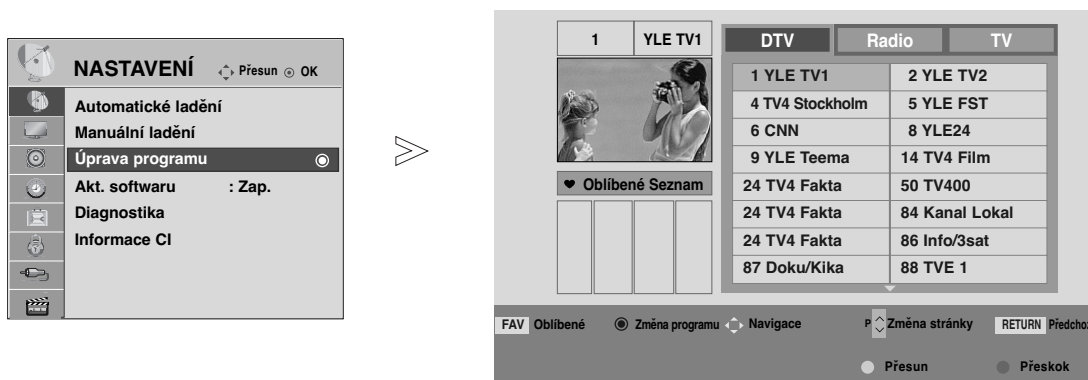 NASTAVENÍ Přesun OK
Automatické ladění
Manuální ladění
Úprava programu
Akt. softwaru : Zap.
Diagnostika
Informace CI
1 YLE TV1
Oblíbené Seznam
DTV Radio TV
1 YLE TV1 2 YLE TV2
4 TV4 Stockholm 5 YLE FST
6 CNN 8 YLE24
9 YLE Teema 14 TV4 Film
24 TV4 Fakta 50 TV400
24 TV4 Fakta 84 Kanal Lokal
24 TV4 Fakta 86 Info/3sat
87 Doku/Kika 88 TVE 1
FAV Oblíbené Změna programu Navigace P Změna stránky RETURN Předchoz
Přesun Přeskok